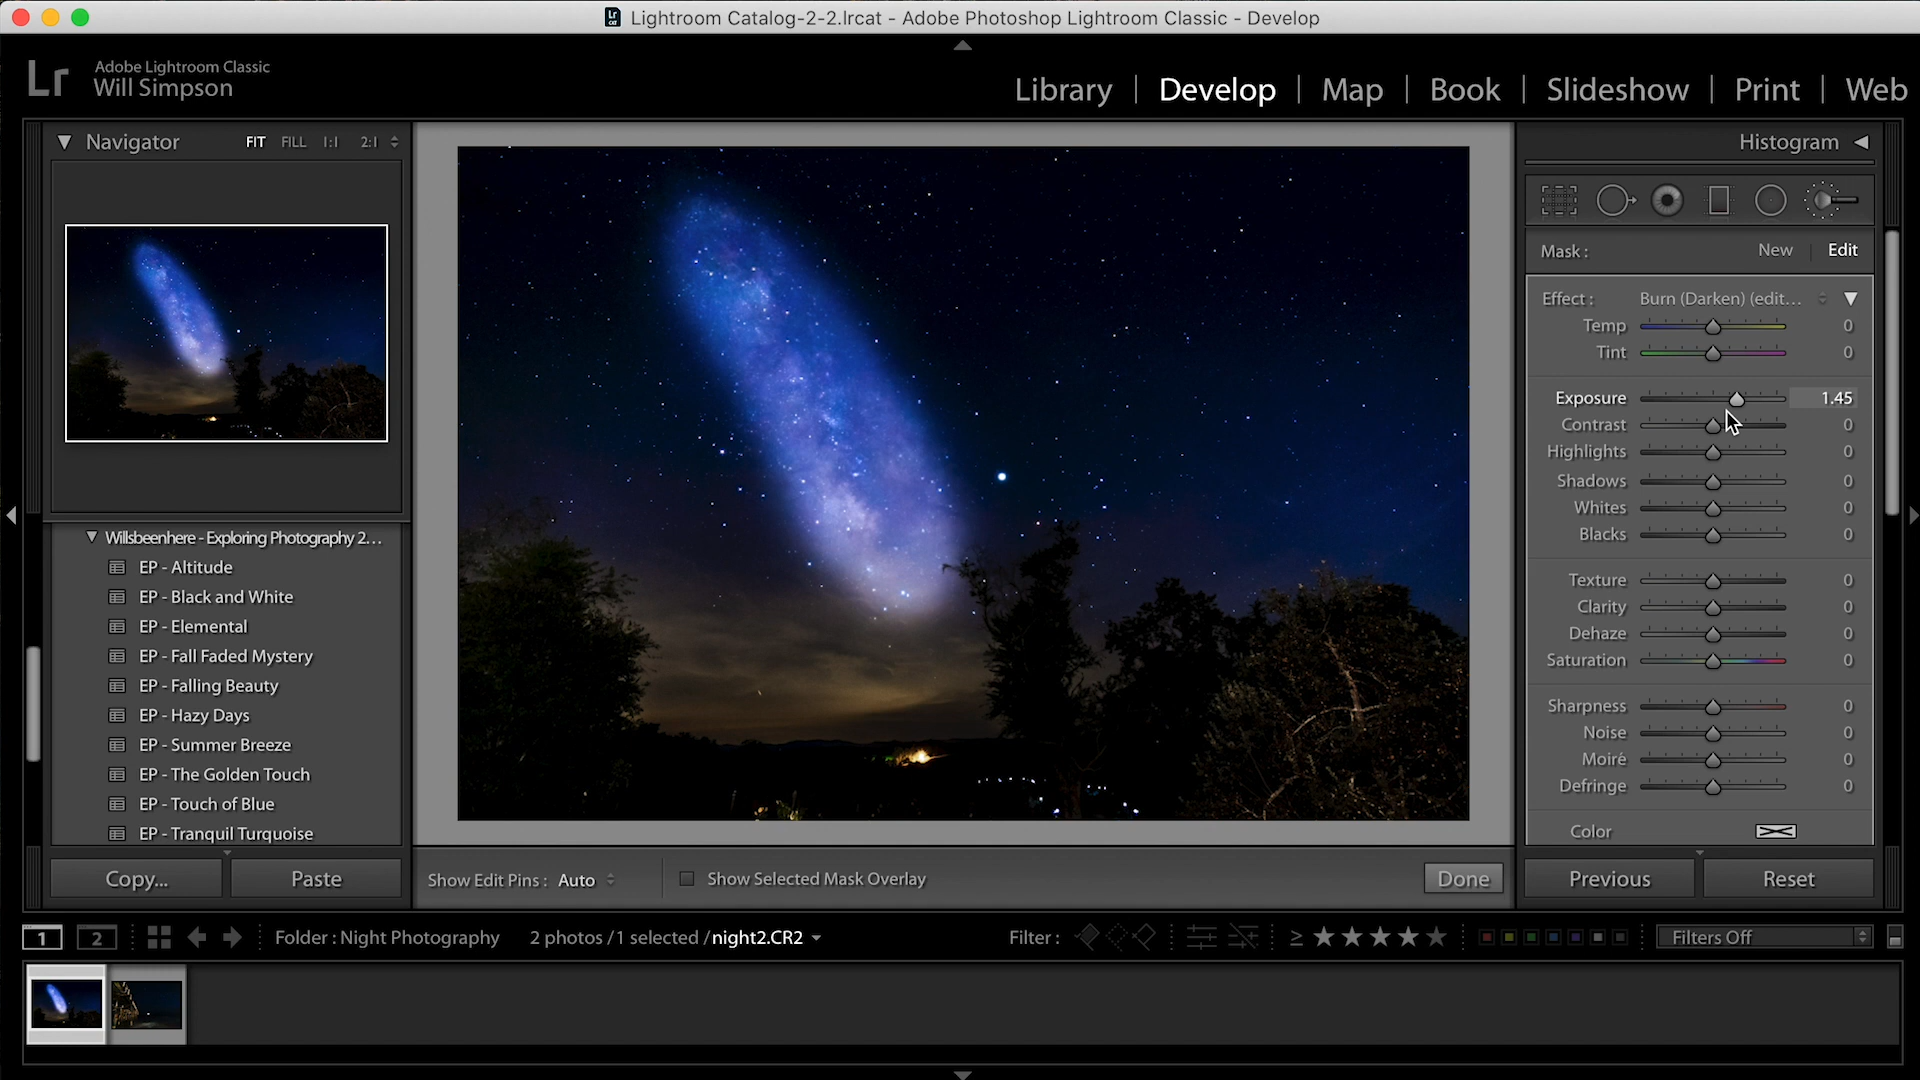 Lightroom Catalog-2-2.lrcat - Adobe Photoshop Lightroom Classic - Develop
Lr
Adobe Lightroom Classic
Will Simpson
Library | Develop | Map | Book | Slideshow | Print | Web
Navigator FIT FILL 1:1 2:1
Willsbeenhere - Exploring Photography 2...
EP - Altitude
EP - Black and White
EP - Elemental
EP - Fall Faded Mystery
EP - Falling Beauty
EP - Hazy Days
EP - Summer Breeze
EP - The Golden Touch
EP - Touch of Blue
EP - Tranquil Turquoise
Copy... Paste
Show Edit Pins : Auto Show Selected Mask Overlay Done
Histogram
Mask : New Edit
Effect : Burn (Darken) (edit...
Temp 0
Tint 0
Exposure 1.45
Contrast 0
Highlights 0
Shadows 0
Whites 0
Blacks 0
Texture 0
Clarity 0
Dehaze 0
Saturation 0
Sharpness 0
Noise 0
Moiré 0
Defringe 0
Color
Previous Reset
1 2 Folder : Night Photography 2 photos / 1 selected / night2.CR2 Filter : ≥ ★★★★★ Filters Off